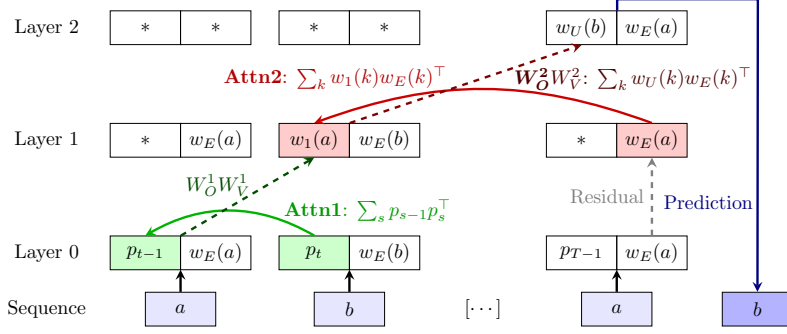 Layer 2 * * * * w_U(b) w_E(a)
Attn2: ∑_k w_1(k)w_E(k)^⊤ W_O^2 W_V^2: ∑_k w_U(k)w_E(k)^⊤
Layer 1 * w_E(a) w_1(a) w_E(b) * w_E(a)
W_O^1 W_V^1
Attn1: ∑_s p_{s−1}p_s^⊤ Residual Prediction
Layer 0 p_{t−1} w_E(a) p_t w_E(b) p_{T−1} w_E(a)
Sequence a b [⋯] a b